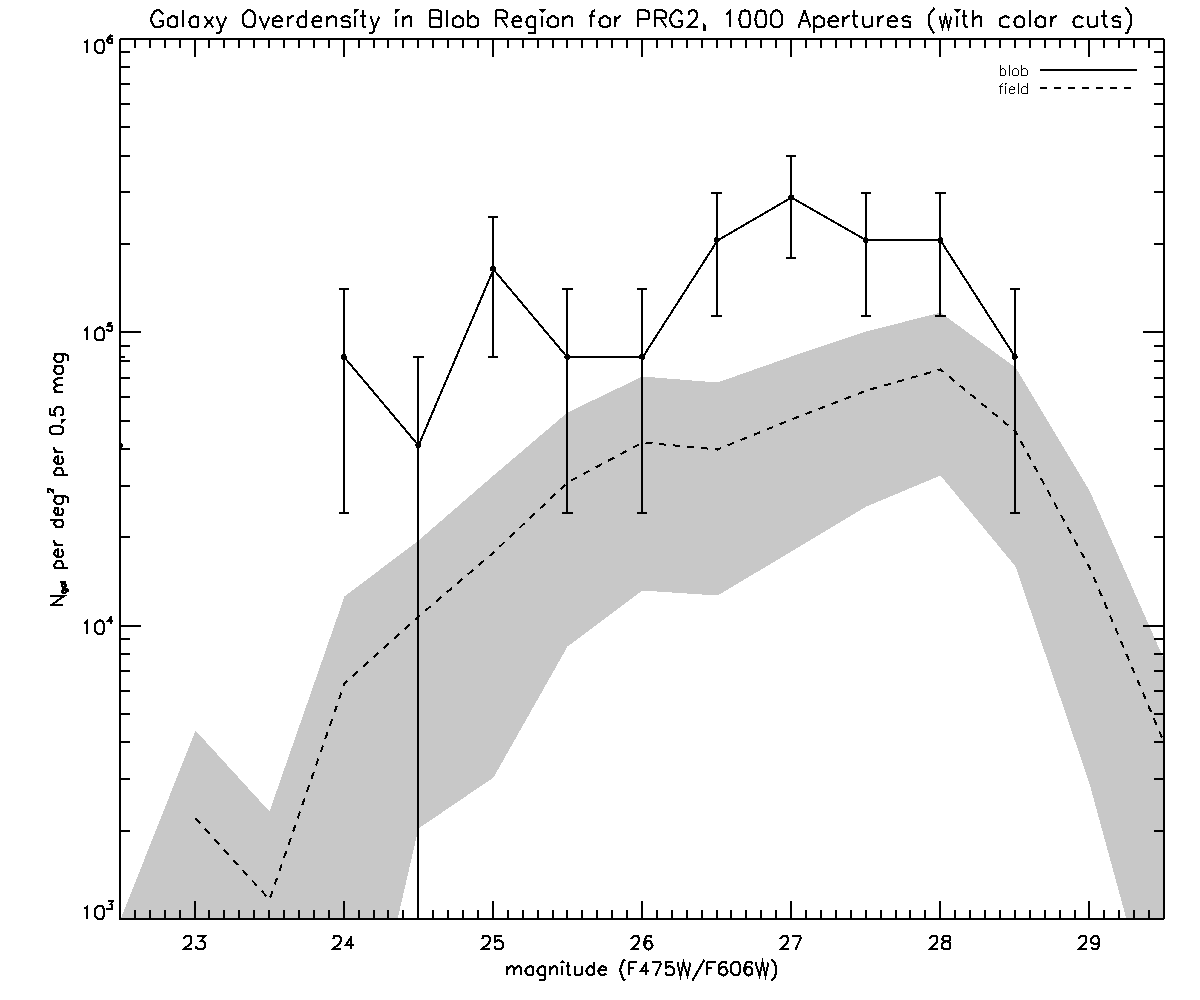 Galaxy Overdensity in Blob Region for PRG2, 1000 Apertures (with color cuts)
blob
field
10⁶
10⁵
10⁴
10³
N_gal per deg² per 0.5 mag
23 24 25 26 27 28 29
magnitude (F475W/F606W)